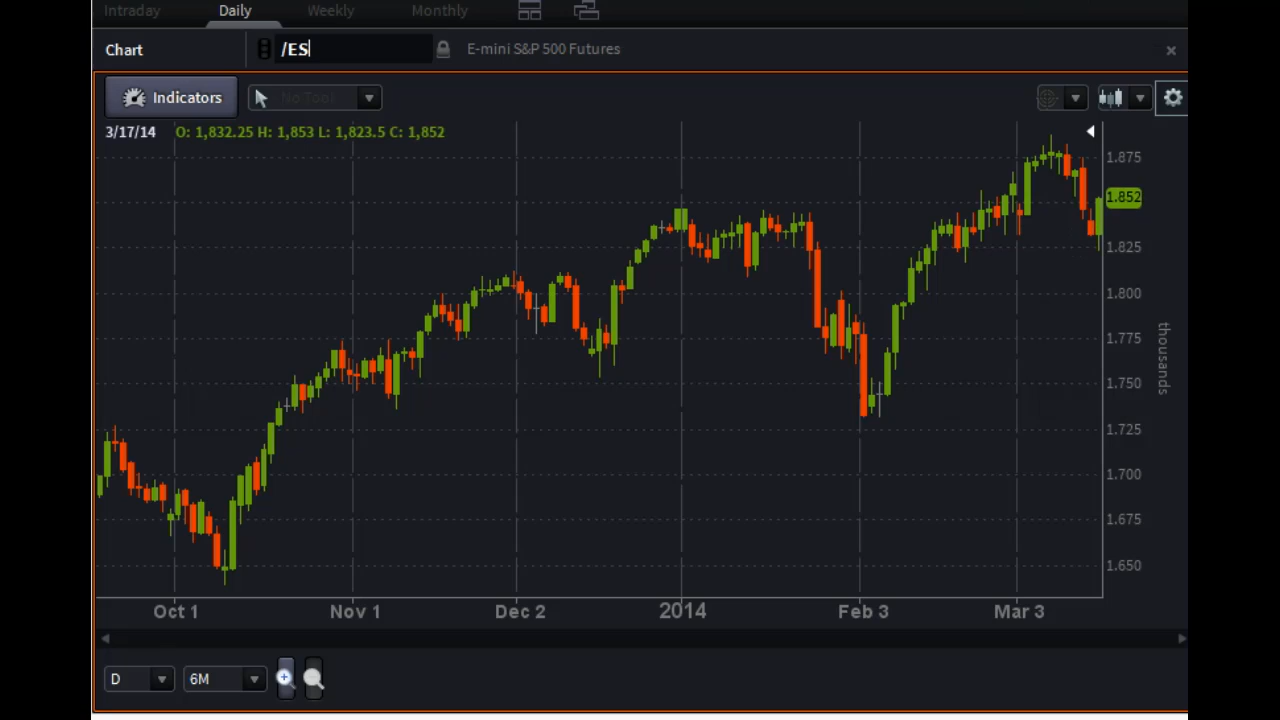 Intraday Daily Weekly Monthly
Chart /ES E-mini S&P 500 Futures ×
Indicators No Tool
3/17/14 O: 1,832.25 H: 1,853 L: 1,823.5 C: 1,852
1.875
1.852
1.825
1.800
1.775
1.750
1.725
1.700
1.675
1.650
thousands
Oct 1 Nov 1 Dec 2 2014 Feb 3 Mar 3
D 6M